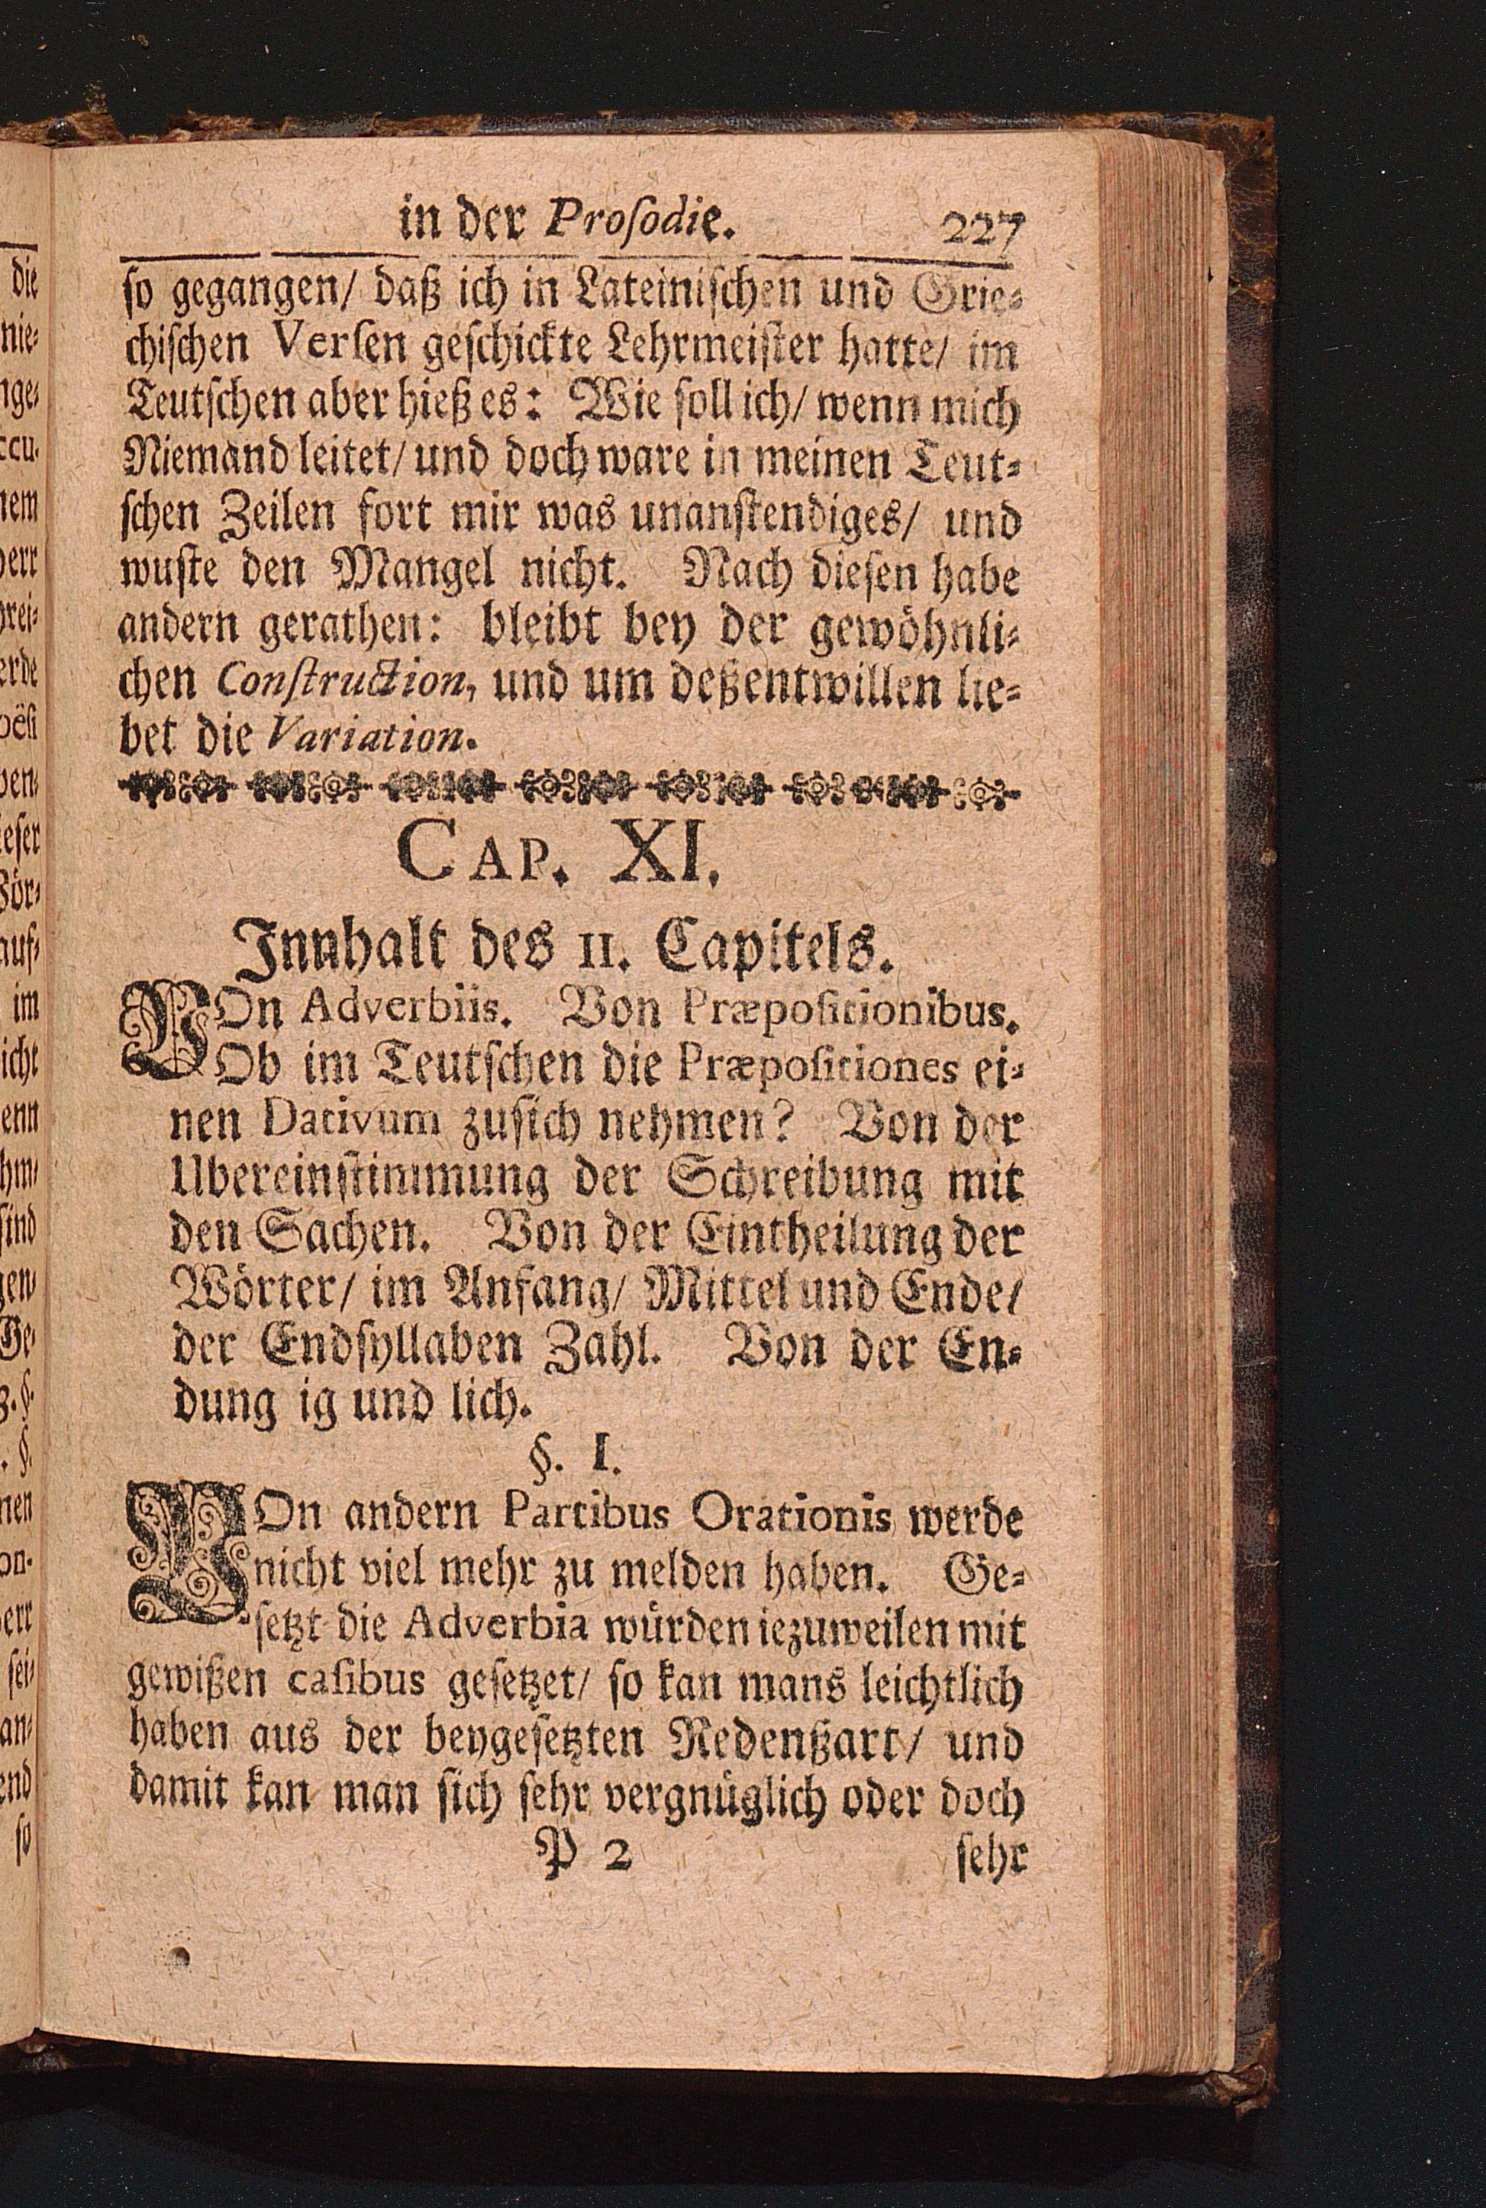 in der Proſodie. 227
ſo gegangen/ daß ich in Lateiniſchen und Grie-
chiſchen Verſen geſchickte Lehrmeiſter hatte/ im
Teutſchen aber hieß es: Wie ſoll ich/ wenn mich
Niemand leitet/ und doch ware in meinen Teut-
ſchen Zeilen fort mir was unanſtendiges/ und
wuſte den Mangel nicht. Nach dieſen habe
andern gerathen: bleibt bey der gewöhnli-
chen Conſtruction, und um deßentwillen lie-
bet die Variation.
CAP. XI.
Innhalt des 11. Capitels.
VOn Adverbiis. Von Præpoſitionibus.
Ob im Teutſchen die Præpoſitiones ei-
nen Dativum zuſich nehmen? Von der
Ubereinſtimmung der Schreibung mit
den Sachen. Von der Eintheilung der
Wörter/ im Anfang/ Mittel und Ende/
der Endſyllaben Zahl. Von der En-
dung ig und lich.
§. I.
VOn andern Partibus Orationis werde
nicht viel mehr zu melden haben. Ge-
ſetzt die Adverbia würden iezuweilen mit
gewißen caſibus geſetzet/ ſo kan mans leichtlich
haben aus der beygeſetzten Redenßart/ und
damit kan man ſich ſehr vergnüglich oder doch
P 2 ſehr